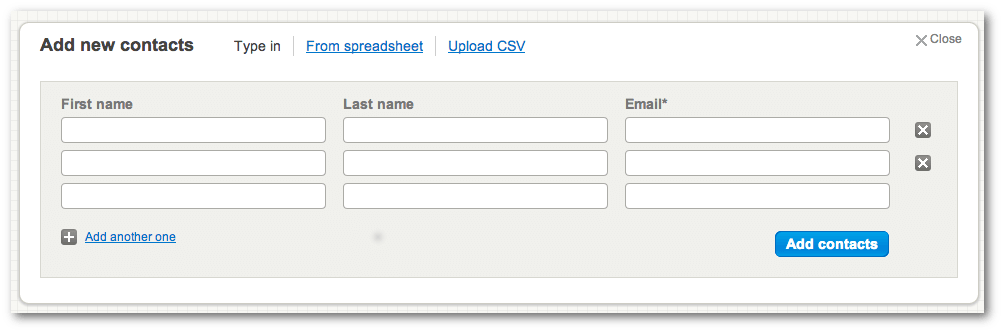 Add new contacts Type in From spreadsheet Upload CSV Close
First name Last name Email*
Add another one Add contacts